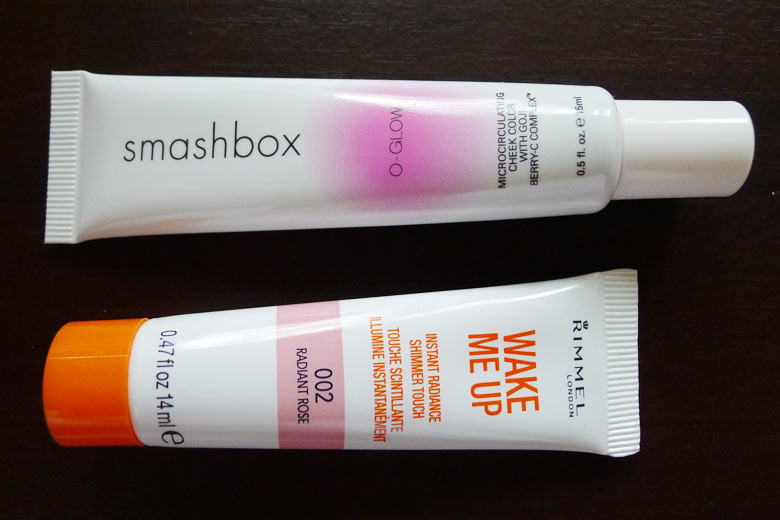 smashbox
O-GLOW
MICROCIRCULATING
CHEEK COLOR
WITH GOJI
BERRY-C COMPLEX™
0.5 fl. oz. e 15ml
RIMMEL
LONDON
WAKE
ME UP
INSTANT RADIANCE
SHIMMER TOUCH
TOUCHE SCINTILLANTE
ILLUMINE INSTANTANÉMENT
002
RADIANT ROSE
0.47 fl oz 14 ml e